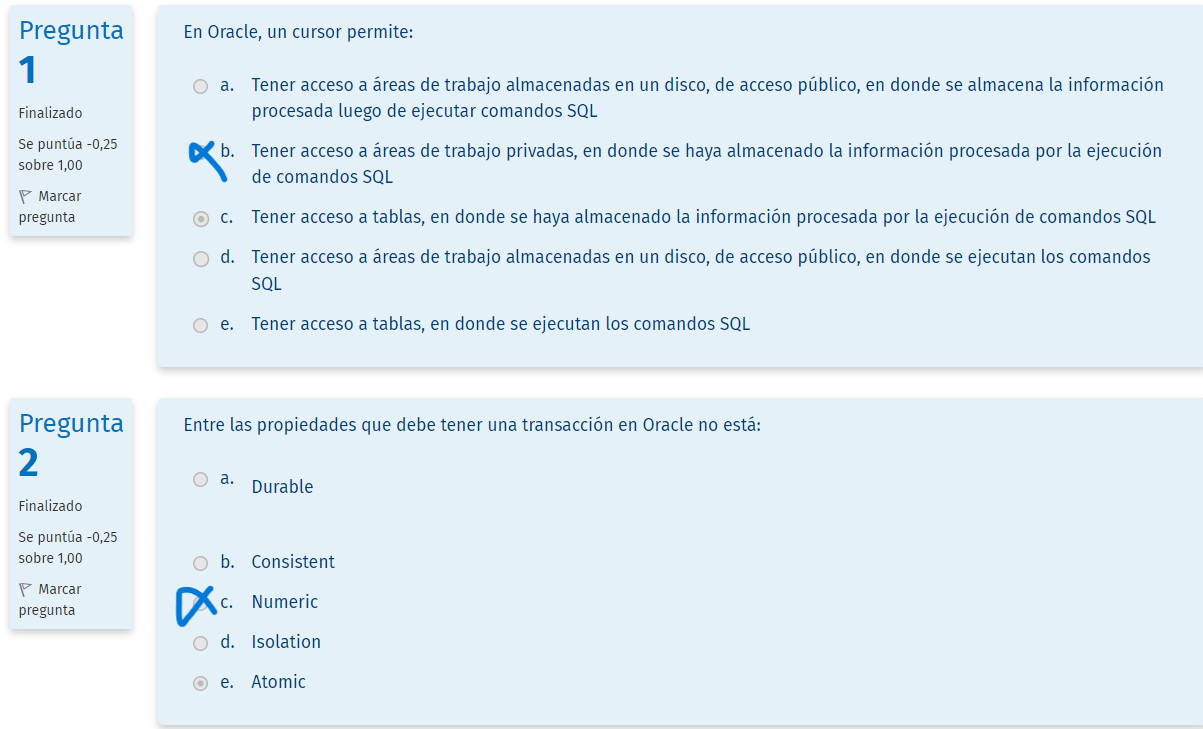 Pregunta
1
Finalizado
Se puntúa -0,25
sobre 1,00
Marcar
pregunta
En Oracle, un cursor permite:
a. Tener acceso a áreas de trabajo almacenadas en un disco, de acceso público, en donde se almacena la información
procesada luego de ejecutar comandos SQL
b. Tener acceso a áreas de trabajo privadas, en donde se haya almacenado la información procesada por la ejecución
de comandos SQL
c. Tener acceso a tablas, en donde se haya almacenado la información procesada por la ejecución de comandos SQL
d. Tener acceso a áreas de trabajo almacenadas en un disco, de acceso público, en donde se ejecutan los comandos
SQL
e. Tener acceso a tablas, en donde se ejecutan los comandos SQL
Pregunta
2
Finalizado
Se puntúa -0,25
sobre 1,00
Marcar
pregunta
Entre las propiedades que debe tener una transacción en Oracle no está:
a. Durable
b. Consistent
c. Numeric
d. Isolation
e. Atomic